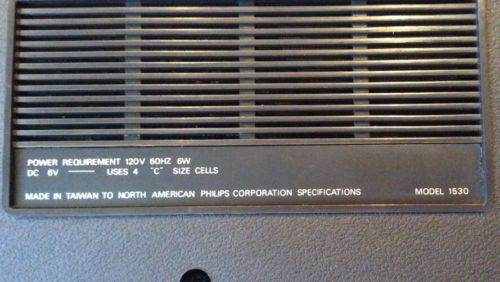 POWER REQUIREMENT 120V 60HZ 6W
DC 6V —— USES 4 "C" SIZE CELLS
MADE IN TAIWAN TO NORTH AMERICAN PHILIPS CORPORATION SPECIFICATIONS MODEL 1530